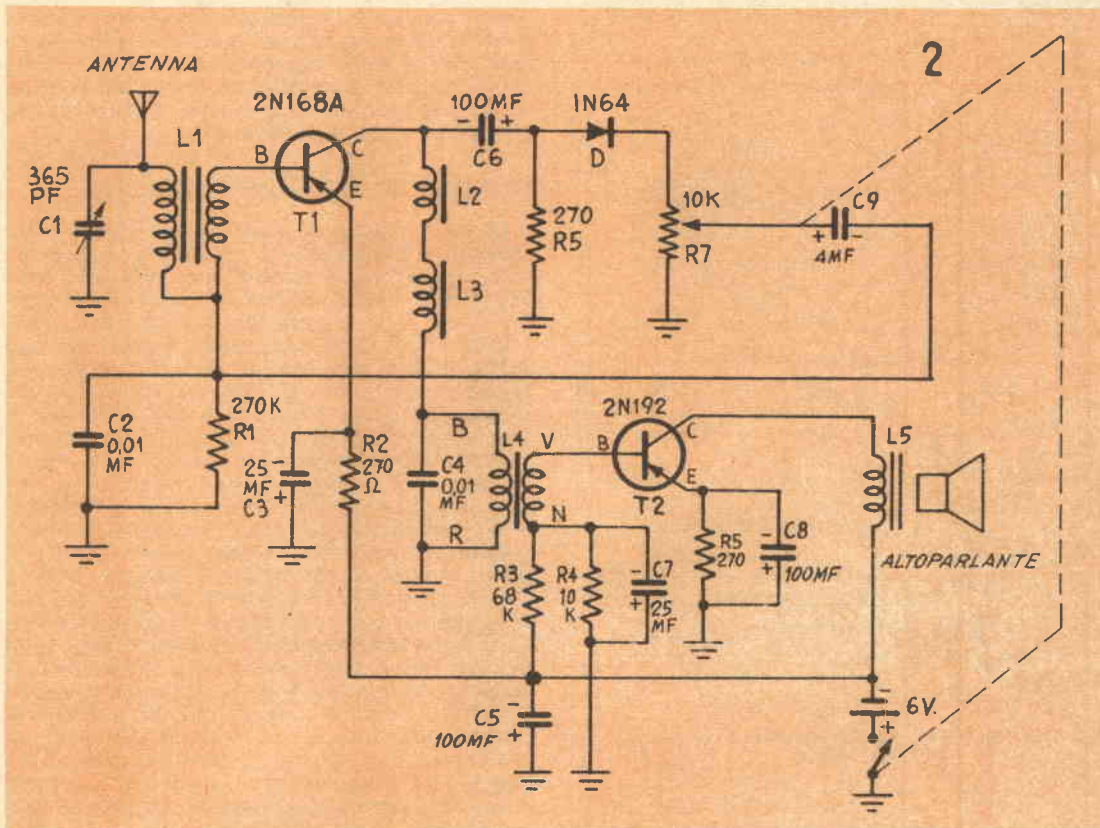 2
ANTENNA
2N168A
100MF
- +
C6
1N64
D
L1
B
C
E
T1
365
PF
C1
L2
L3
270
R5
10K
R7
C9
+ -
4MF
C2
0,01
MF
270K
R1
25 -
MF
C3 +
R2
270
Ω
B
C4
0,01
MF
R
L4
V
N
2N192
B
C
E
T2
L5
ALTOPARLANTE
R3
68
K
R4
10
K
-
C7
+
25
MF
R5
270
-
C8
+
100MF
C5 -
100MF +
-
6V.
+